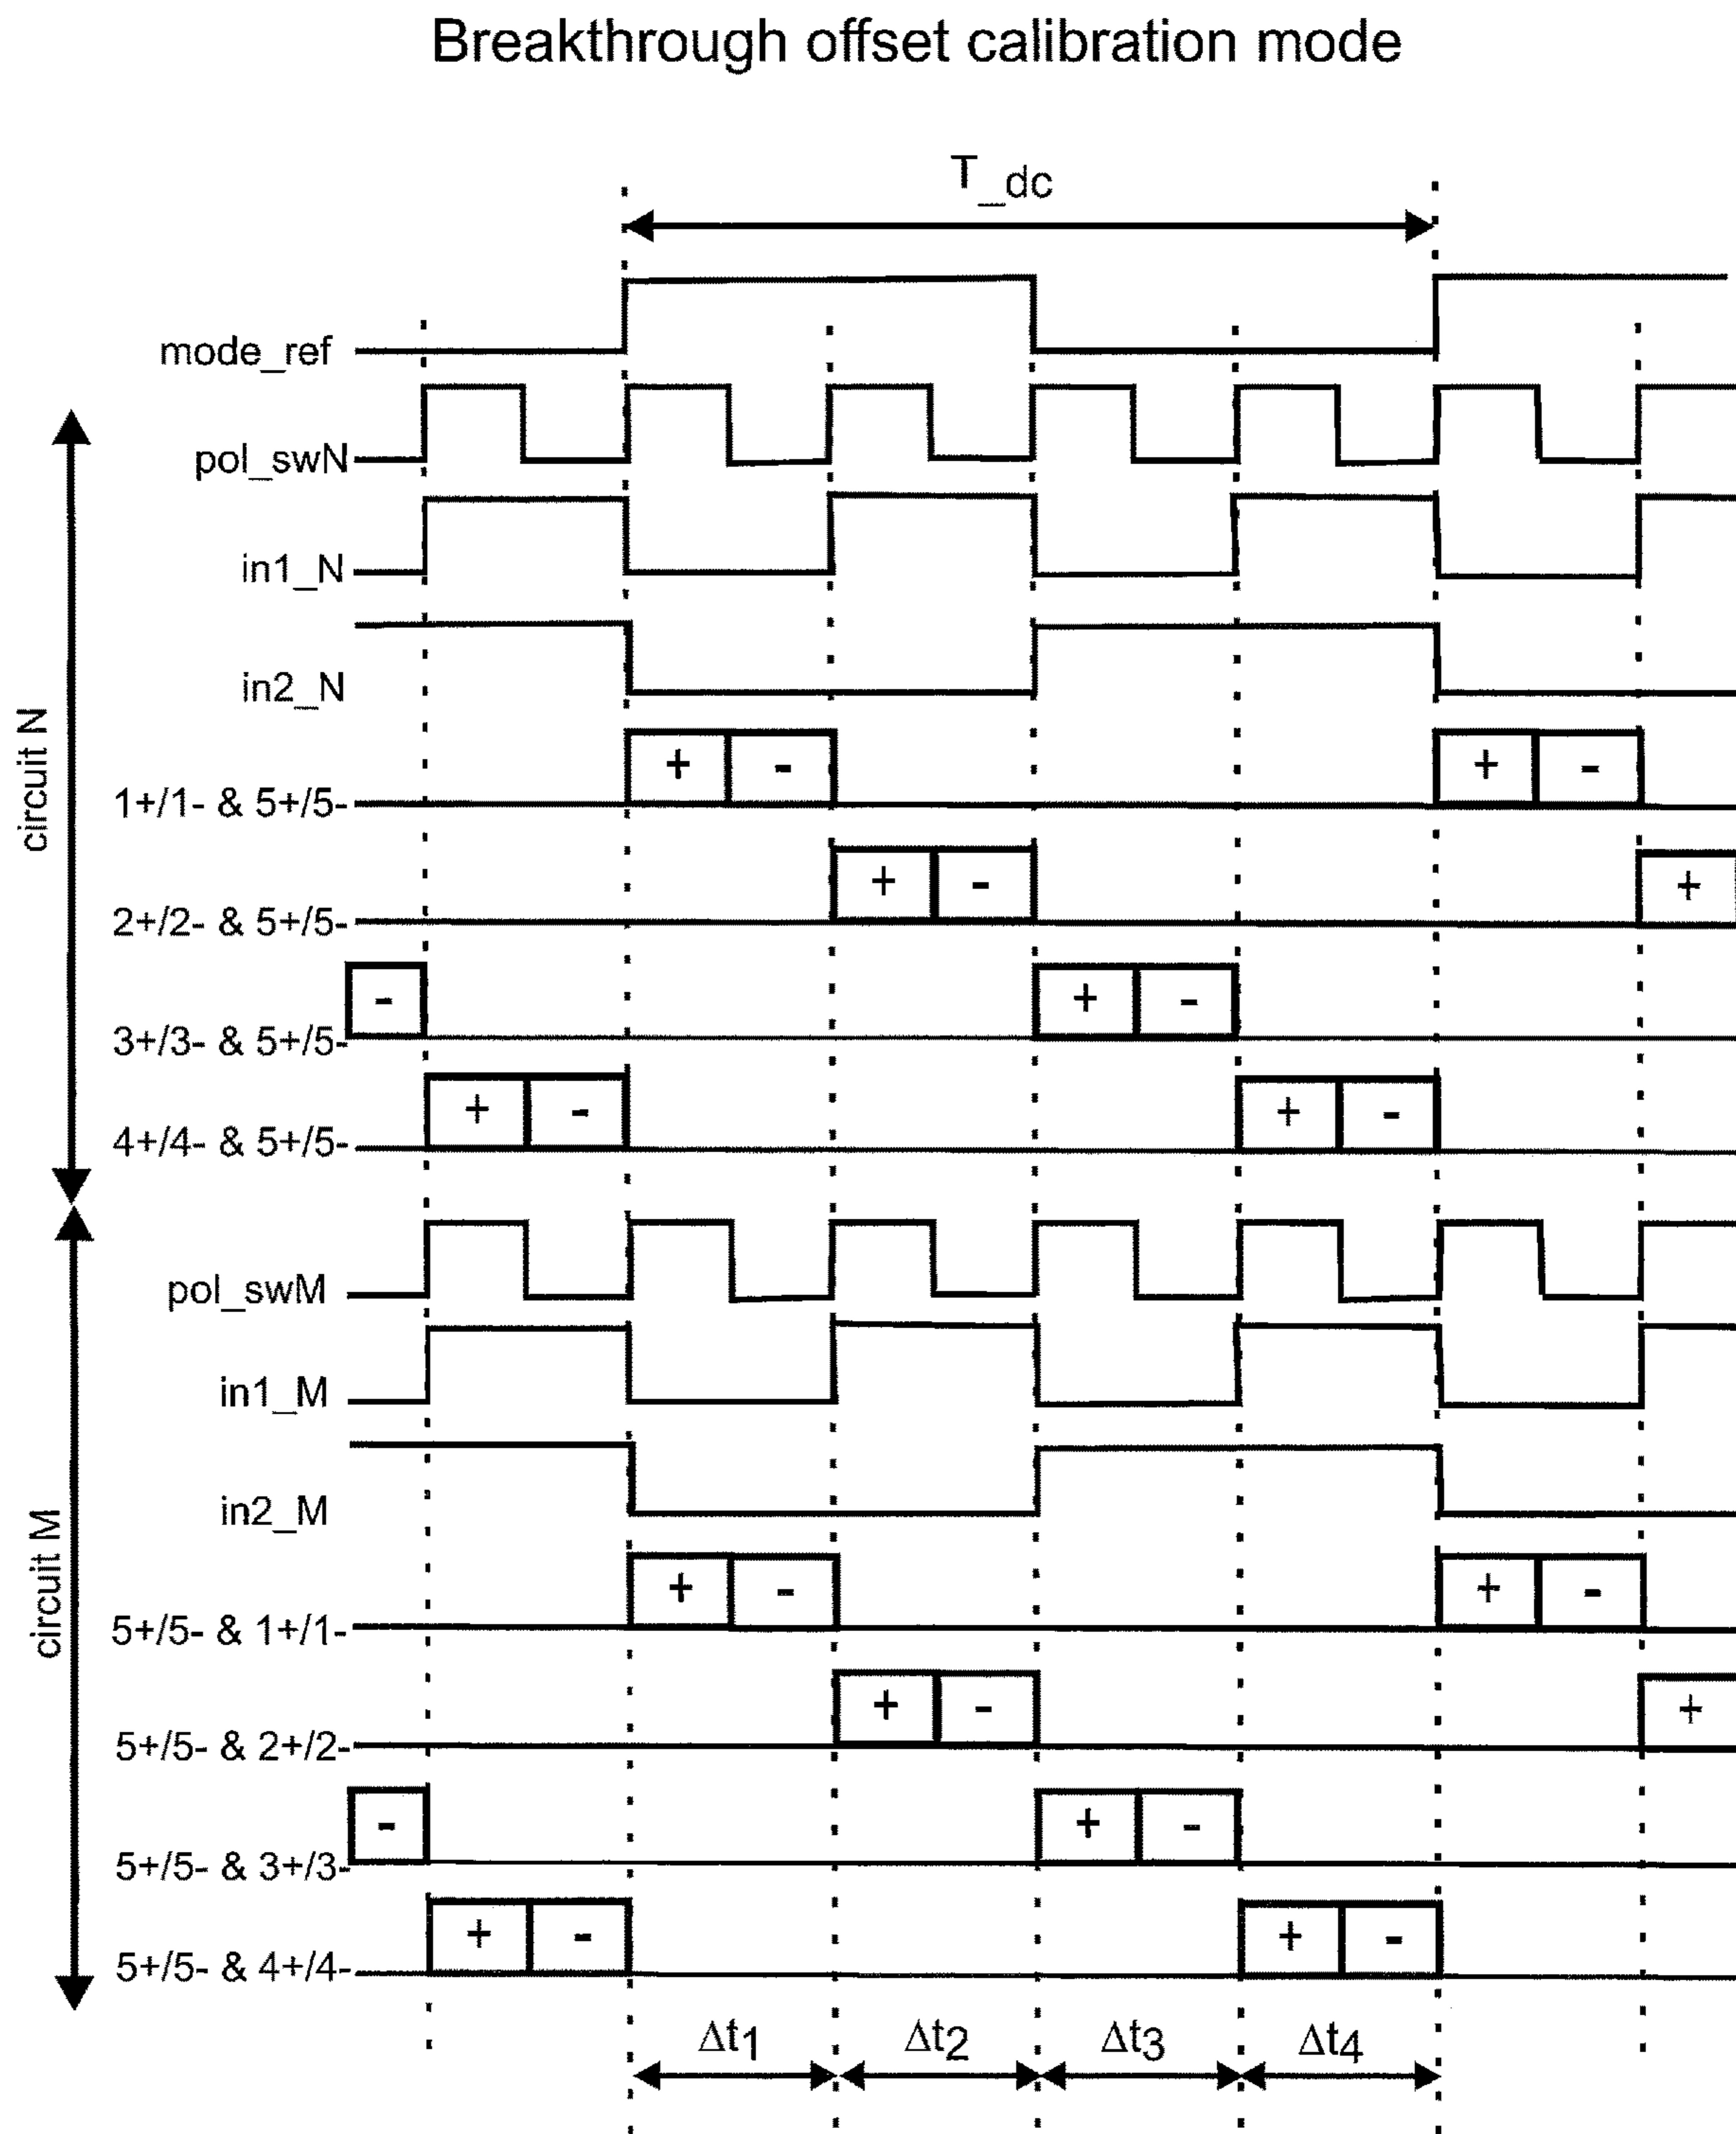 Breakthrough offset calibration mode
T_dc
mode_ref
pol_swN
in1_N
in2_N
circuit N
+ - + -
1+/1- & 5+/5-
+ - +
2+/2- & 5+/5-
- + -
3+/3- & 5+/5-
+ - + -
4+/4- & 5+/5-
pol_swM
in1_M
in2_M
circuit M
+ - + -
5+/5- & 1+/1-
+ - +
5+/5- & 2+/2-
- + -
5+/5- & 3+/3-
+ - + -
5+/5- & 4+/4-
Δt1 Δt2 Δt3 Δt4